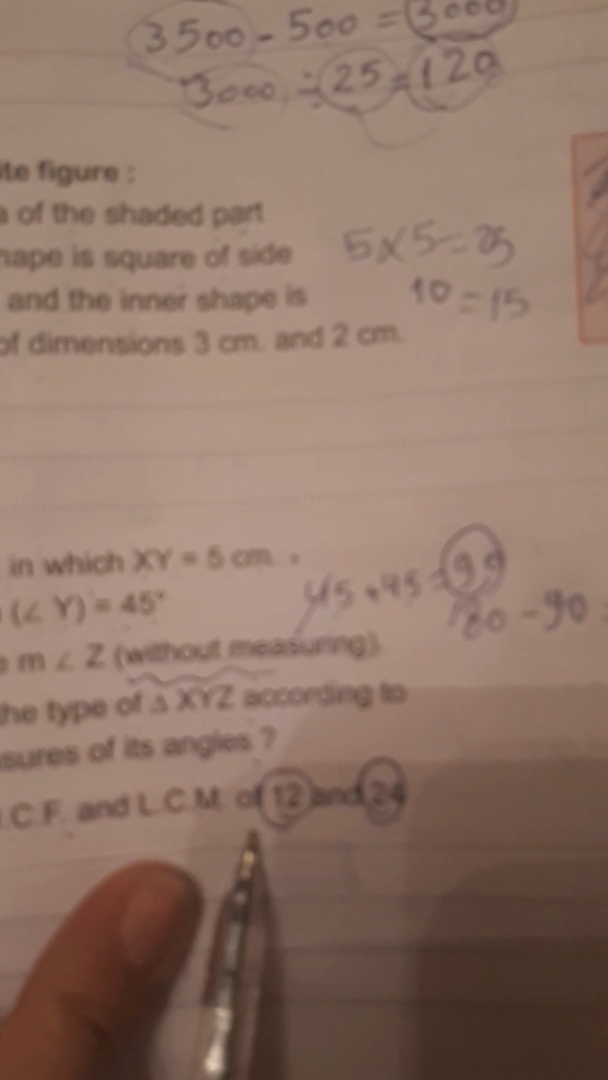 3500 - 500 = 3000
3000 ÷ 25 = 120
ite figure :
a of the shaded part
hape is square of side
5 × 5 = 25
and the inner shape is
10 = 15
of dimensions 3 cm. and 2 cm.
in which XY = 5 cm. ,
(∠ Y) = 45°
45 + 45 =
180 - 90
m ∠ Z (without measuring).
the type of △ XYZ according to
sures of its angles ?
.C.F. and L.C.M. of 12 and 24